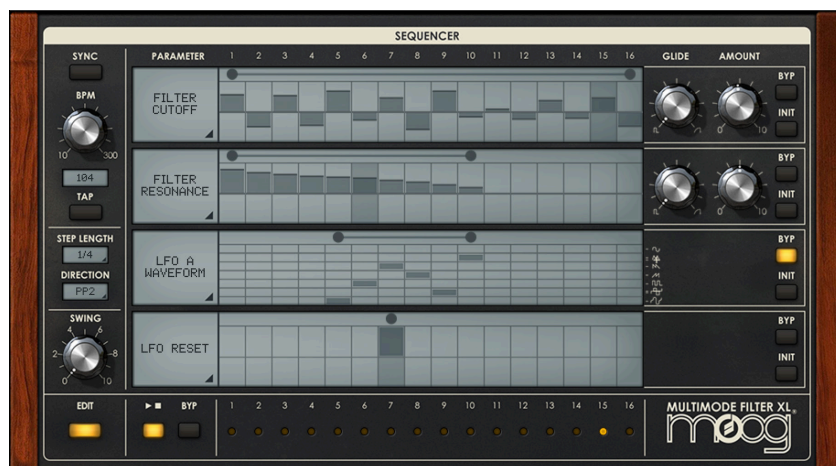 SEQUENCER
SYNC
PARAMETER 1 2 3 4 5 6 7 8 9 10 11 12 13 14 15 16 GLIDE AMOUNT
BPM
10 300
104
TAP
FILTER CUTOFF
0 10
BYP
INIT
FILTER RESONANCE
0 10
BYP
INIT
STEP LENGTH
1/4
DIRECTION
PP2
LFO A WAVEFORM
BYP
INIT
SWING
0 2 4 6 8 10
LFO RESET
BYP
INIT
EDIT
BYP
1 2 3 4 5 6 7 8 9 10 11 12 13 14 15 16
MULTIMODE FILTER XL®
moog